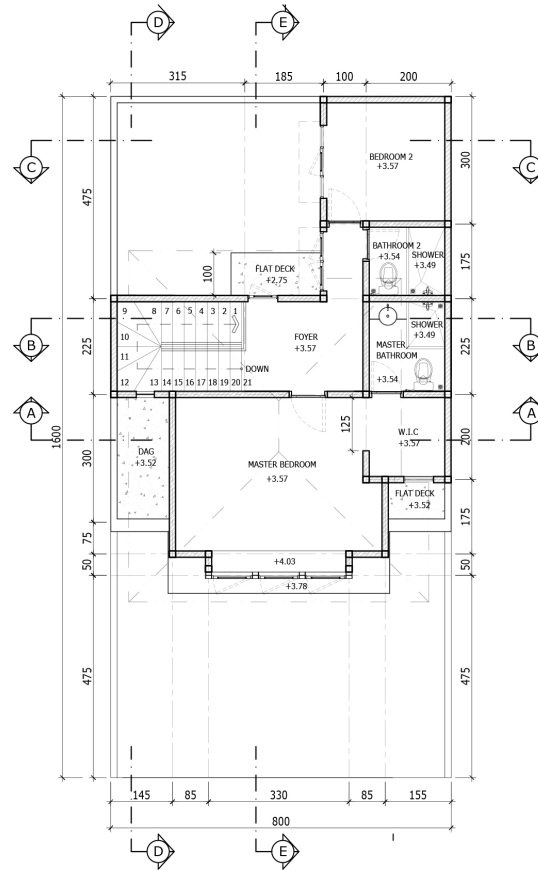 D
E
315
185
100
200
C
C
BEDROOM 2
+3.57
475
300
BATHROOM 2
+3.54
SHOWER
+3.49
175
100
FLAT DECK
+2.75
9
8
7
6
5
4
3
2
1
10
11
12
13
14
15
16
17
18
19
20
21
DOWN
FOYER
+3.57
SHOWER
+3.49
MASTER
BATHROOM
+3.54
B
B
225
225
A
A
1600
300
DAG
+3.52
MASTER BEDROOM
+3.57
125
W.I.C
+3.57
200
FLAT DECK
+3.52
175
75
50
50
+4.03
+3.78
475
475
145
85
330
85
155
800
D
E